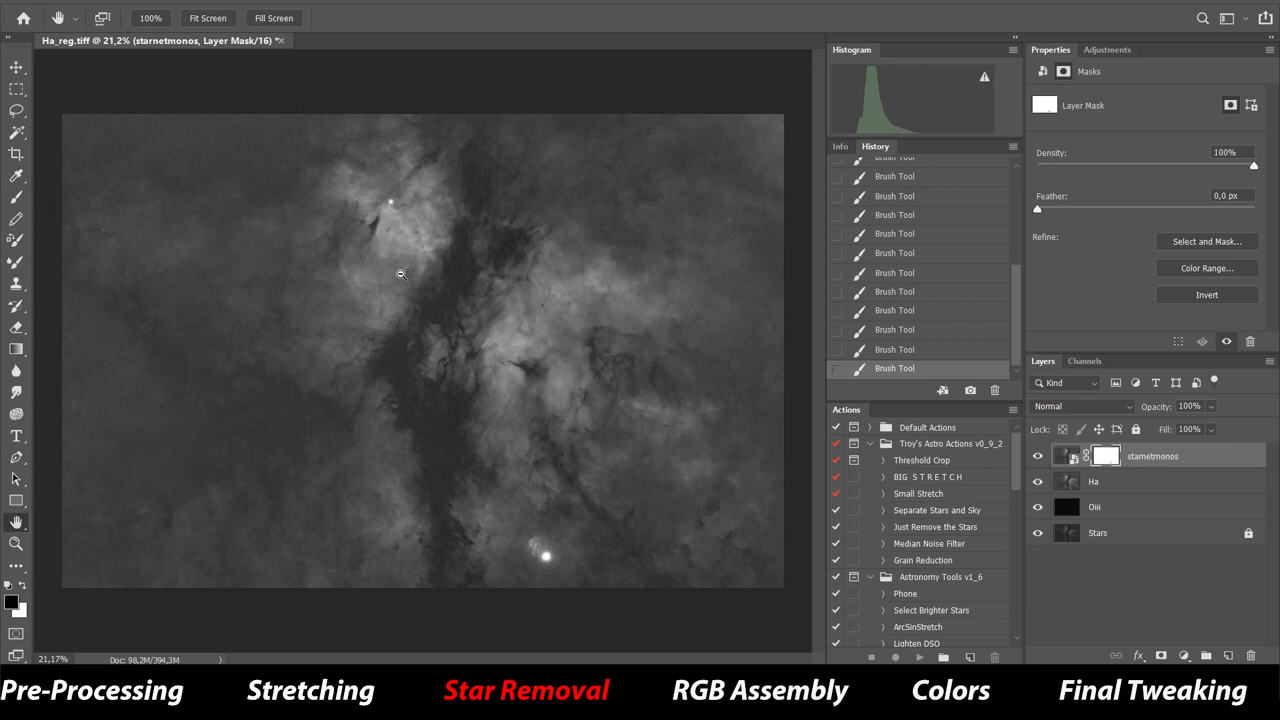 100%
Fit Screen
Fill Screen
Ha_reg.tiff @ 21,2% (starnetmonos, Layer Mask/16) *
Histogram
Info
History
Brush Tool
Brush Tool
Brush Tool
Brush Tool
Brush Tool
Brush Tool
Brush Tool
Brush Tool
Brush Tool
Brush Tool
Brush Tool
Brush Tool
Actions
Default Actions
Troy's Astro Actions v0_9_2
Threshold Crop
BIG S T R E T C H
Small Stretch
Separate Stars and Sky
Just Remove the Stars
Median Noise Filter
Grain Reduction
Astronomy Tools v1_6
Phone
Select Brighter Stars
ArcSinStretch
Lighten DSO
Properties
Adjustments
Masks
Layer Mask
Density:
100%
Feather:
0,0 px
Refine:
Select and Mask...
Color Range...
Invert
Layers
Channels
Kind
Normal
Opacity: 100%
Lock:
Fill: 100%
starnetmonos
Ha
Oiii
Stars
21,17%
Doc: 98,2M/394,3M
Pre-Processing
Stretching
Star Removal
RGB Assembly
Colors
Final Tweaking